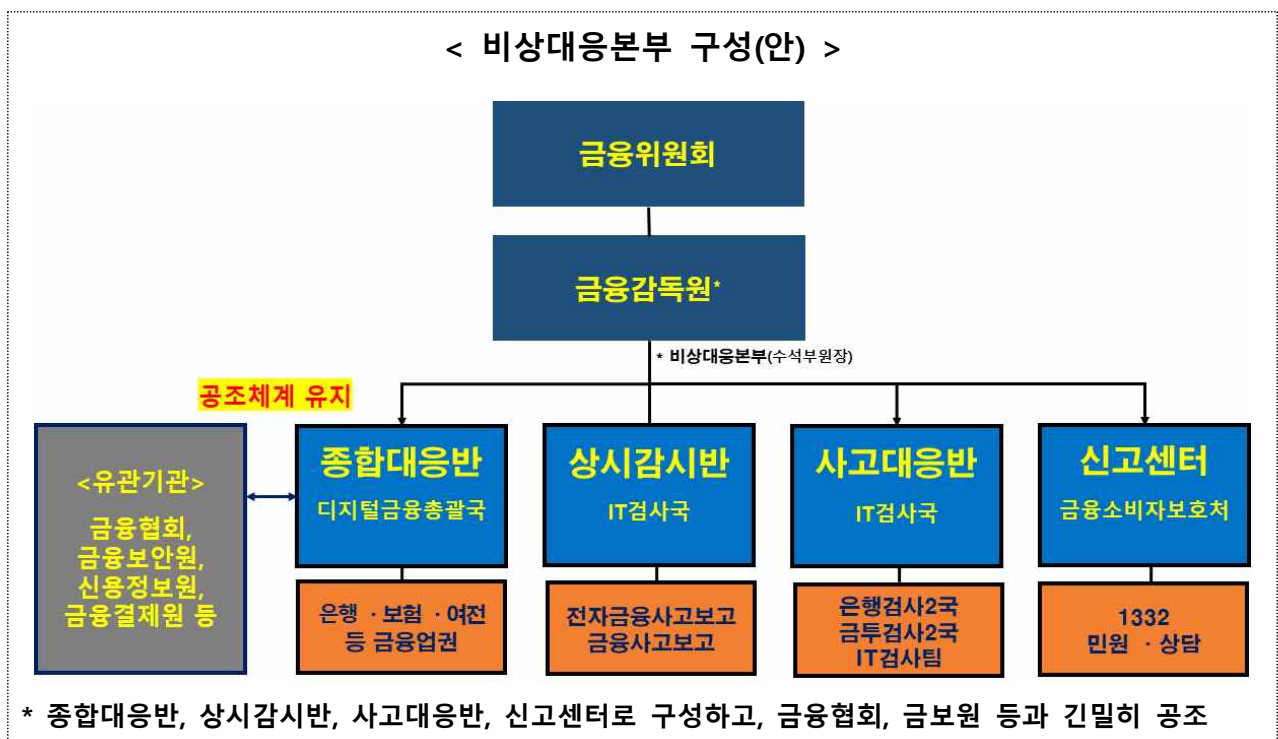 < 비상대응본부 구성(안) >
금융위원회
금융감독원*
* 비상대응본부(수석부원장)
공조체계 유지
<유관기관>
금융협회,
금융보안원,
신용정보원,
금융결제원 등
종합대응반
디지털금융총괄국
은행 · 보험 · 여전
등 금융업권
상시감시반
IT검사국
전자금융사고보고
금융사고보고
사고대응반
IT검사국
은행검사2국
금투검사2국
IT검사팀
신고센터
금융소비자보호처
1332
민원 · 상담
* 종합대응반, 상시감시반, 사고대응반, 신고센터로 구성하고, 금융협회, 금보원 등과 긴밀히 공조